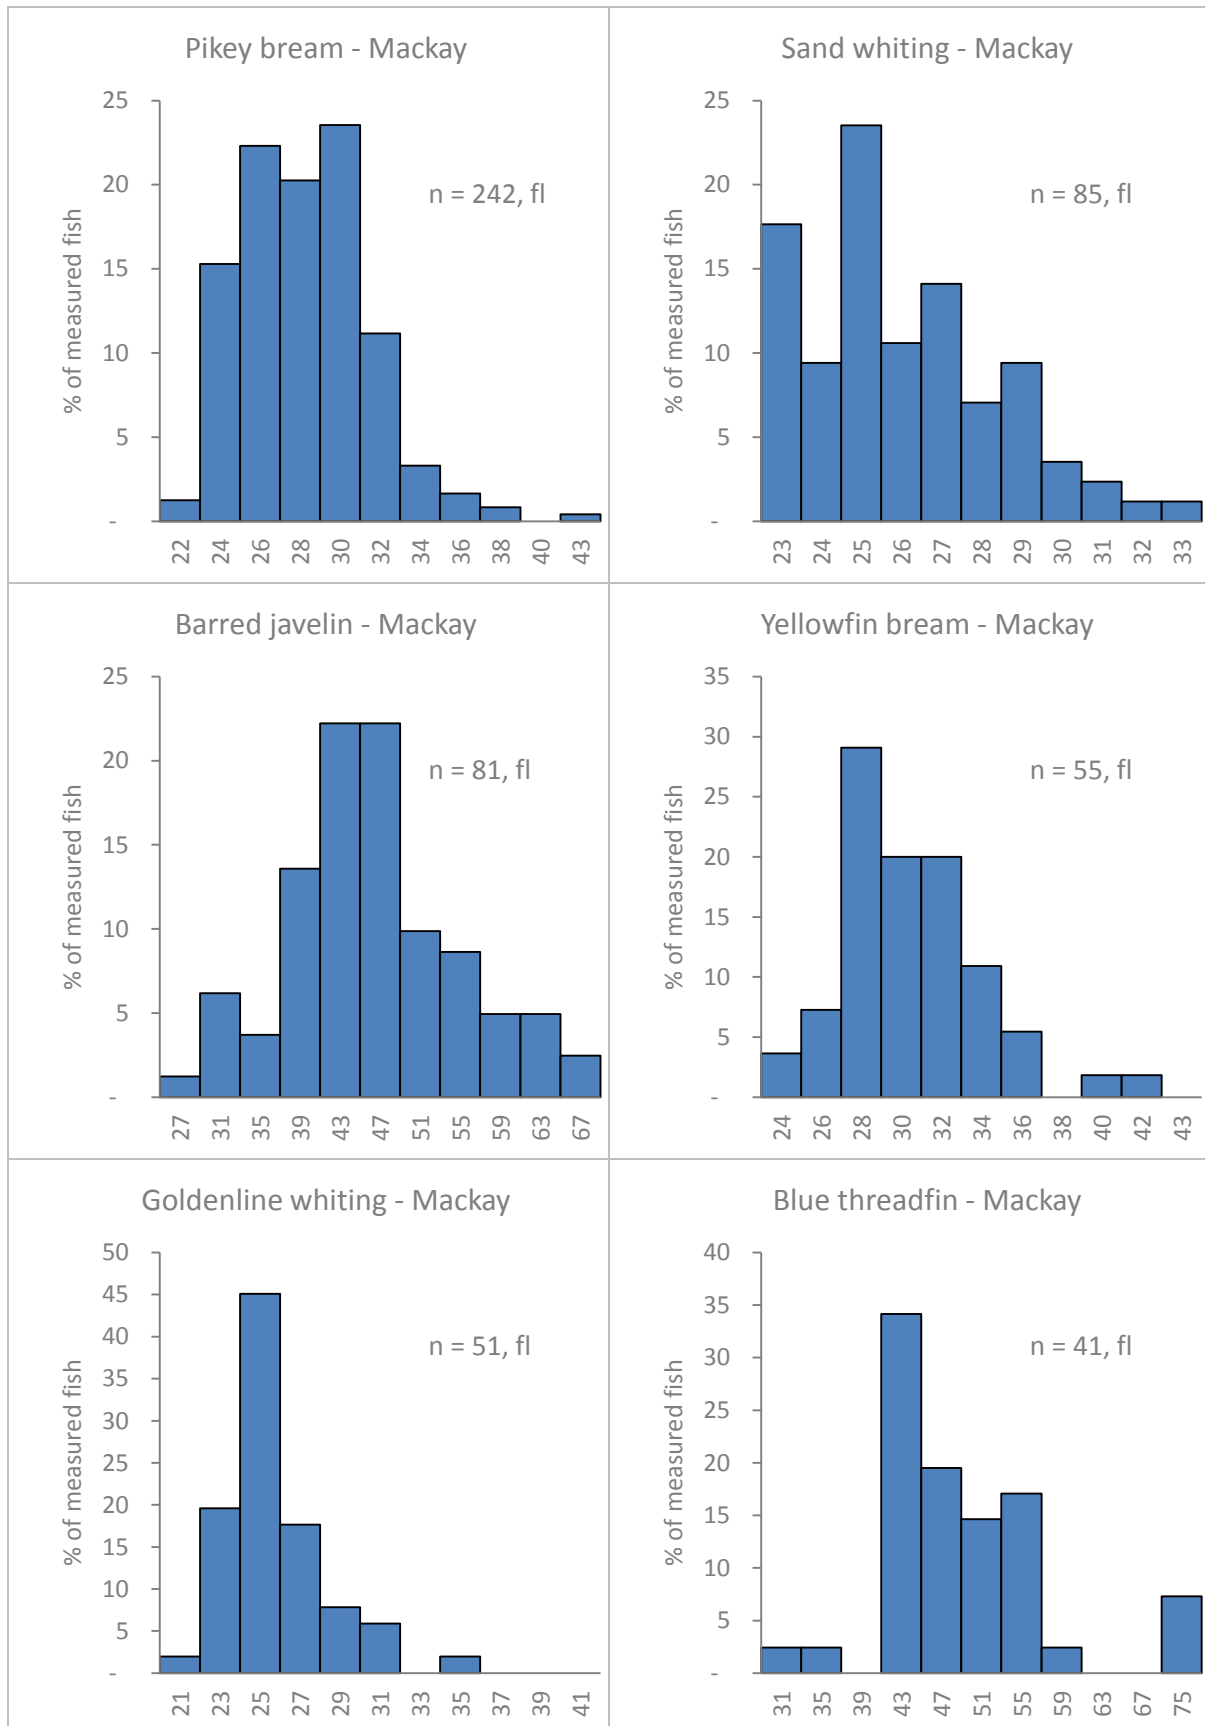 Pikey bream - Mackay
% of measured fish
25
20
15
10
5
-
n = 242, fl
22 24 26 28 30 32 34 36 38 40 43
Sand whiting - Mackay
% of measured fish
25
20
15
10
5
-
n = 85, fl
23 24 25 26 27 28 29 30 31 32 33
Barred javelin - Mackay
% of measured fish
25
20
15
10
5
-
n = 81, fl
27 31 35 39 43 47 51 55 59 63 67
Yellowfin bream - Mackay
% of measured fish
35
30
25
20
15
10
5
-
n = 55, fl
24 26 28 30 32 34 36 38 40 42 43
Goldenline whiting - Mackay
% of measured fish
50
45
40
35
30
25
20
15
10
5
-
n = 51, fl
21 23 25 27 29 31 33 35 37 39 41
Blue threadfin - Mackay
% of measured fish
40
35
30
25
20
15
10
5
-
n = 41, fl
31 35 39 43 47 51 55 59 63 67 75